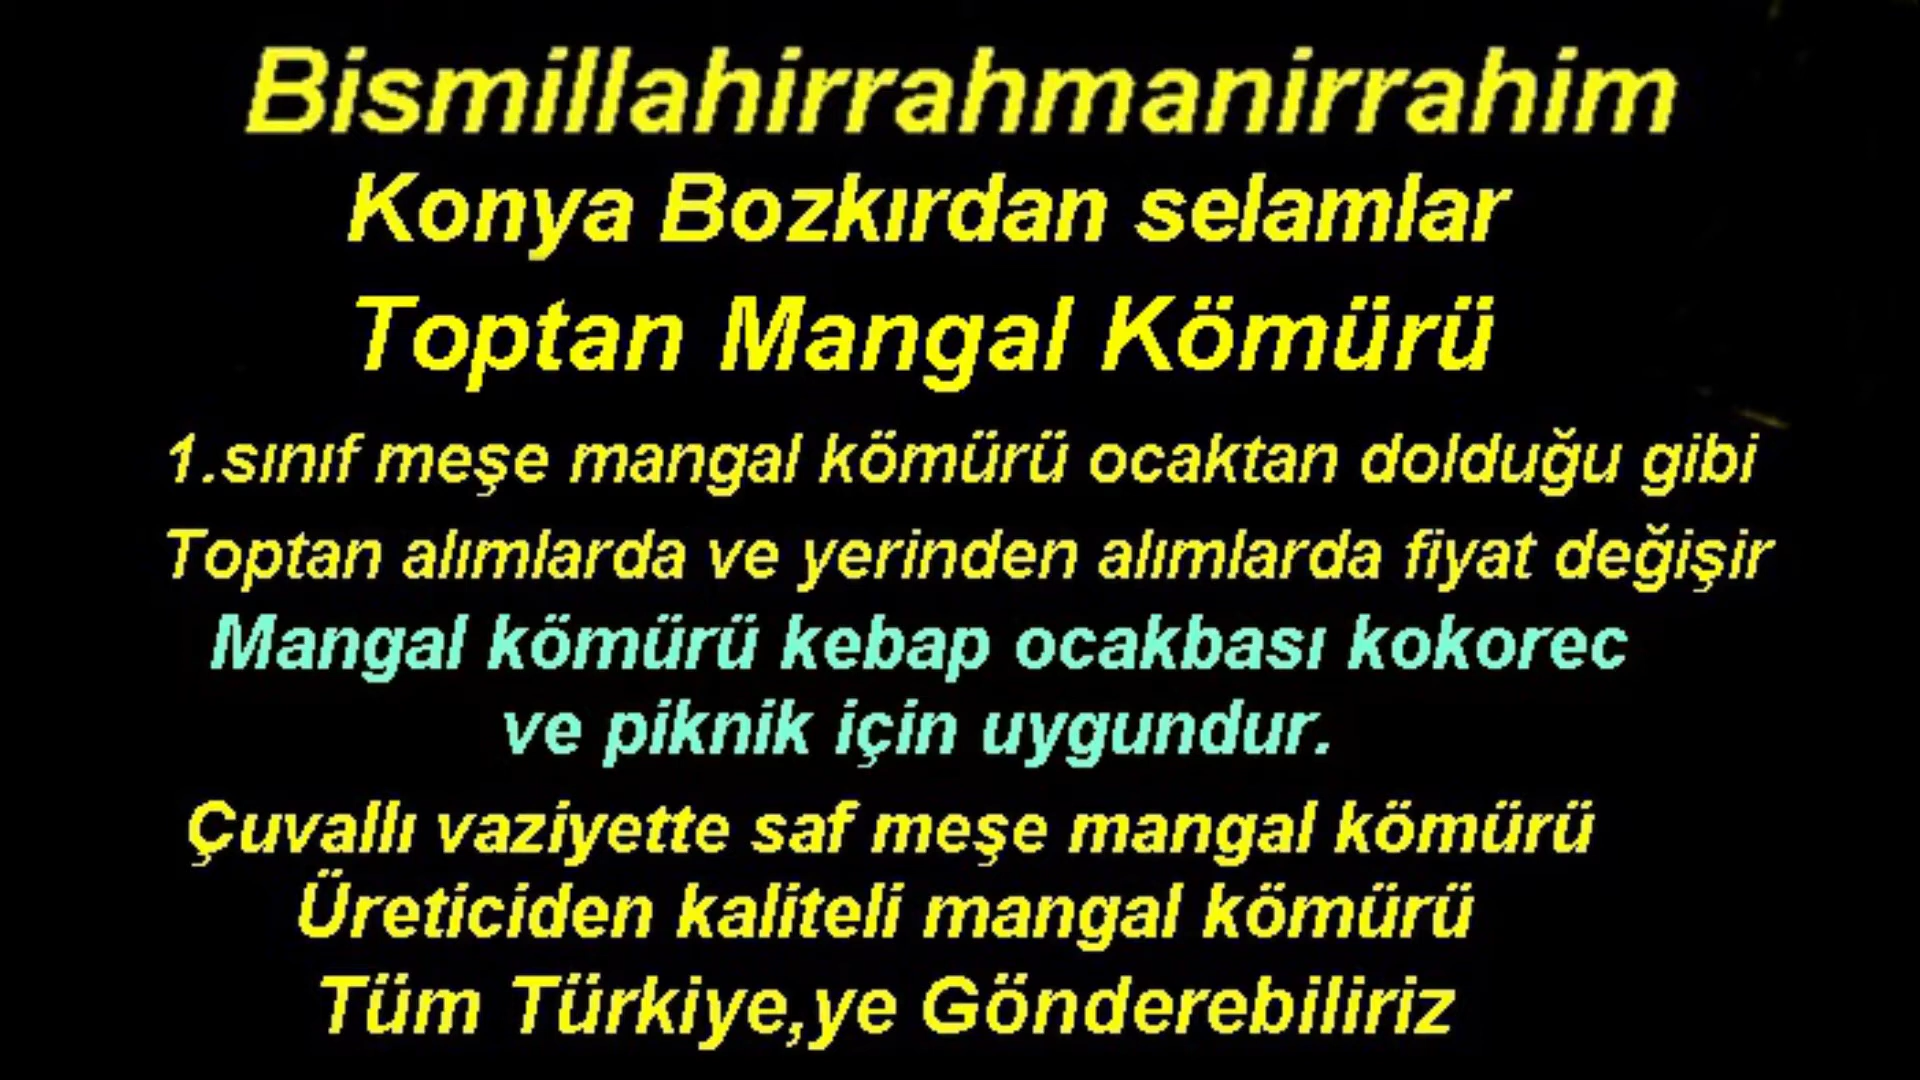 Bismillahirrahmanirrahim
Konya Bozkırdan selamlar
Toptan Mangal Kömürü
1.sınıf meşe mangal kömürü ocaktan dolduğu gibi
Toptan alımlarda ve yerinden alımlarda fiyat değişir
Mangal kömürü kebap ocakbası kokorec
ve piknik için uygundur.
Çuvallı vaziyette saf meşe mangal kömürü
Üreticiden kaliteli mangal kömürü
Tüm Türkiye,ye Gönderebiliriz